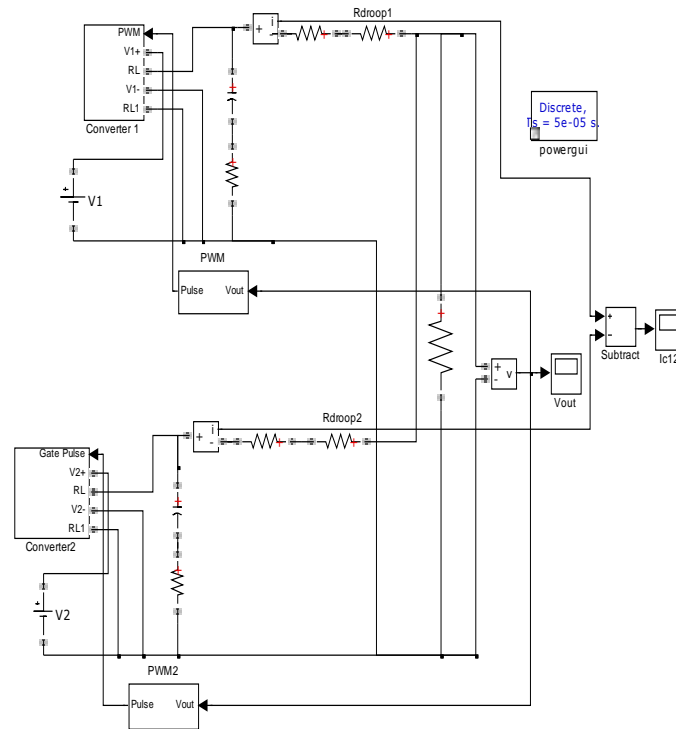 Rdroop1
i
+
-
PWM
V1+
RL
V1-
RL1
Converter 1
Discrete,
Ts = 5e-05 s.
powergui
+
V1
PWM
Pulse Vout
+
-
Subtract
Ic12
+
-
v
Vout
Rdroop2
i
+
-
Gate Pulse
V2+
RL
V2-
RL1
Converter2
+
V2
PWM2
Pulse Vout